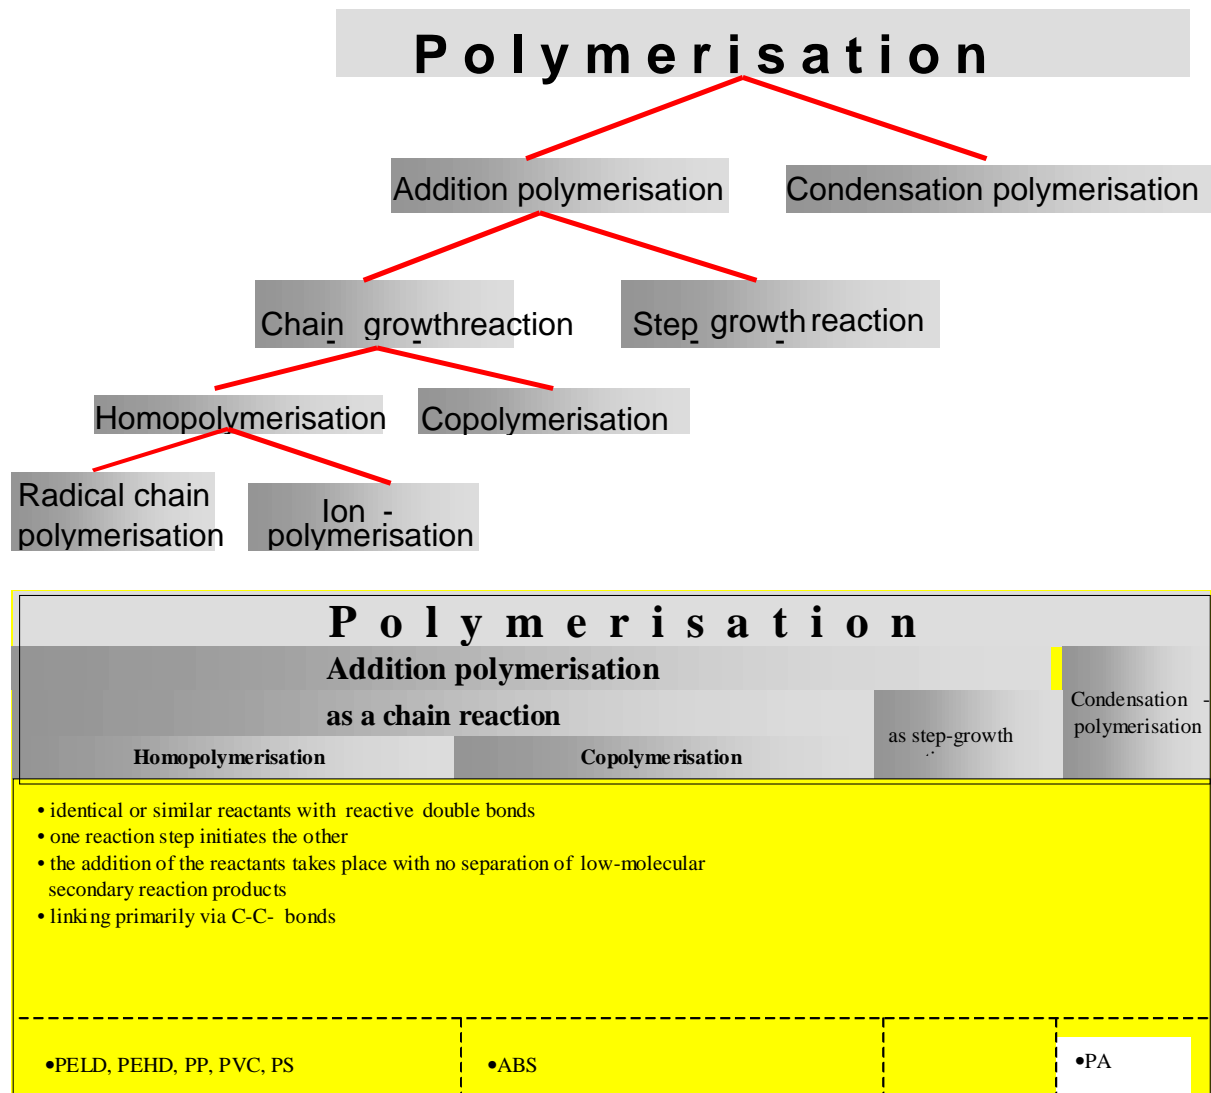 Polymerisation
Addition polymerisation
Condensation polymerisation
Chain - growth - reaction
Step - growth - reaction
Homopolymerisation
Copolymerisation
Radical chain
polymerisation
Ion -
polymerisation
Polymerisation
Addition polymerisation
Condensation -
polymerisation
as a chain reaction
as step-growth
Homopolymerisation
Copolymerisation
• identical or similar reactants with reactive double bonds
• one reaction step initiates the other
• the addition of the reactants takes place with no separation of low-molecular
secondary reaction products
• linking primarily via C-C- bonds
•PELD, PEHD, PP, PVC, PS
•ABS
•PA